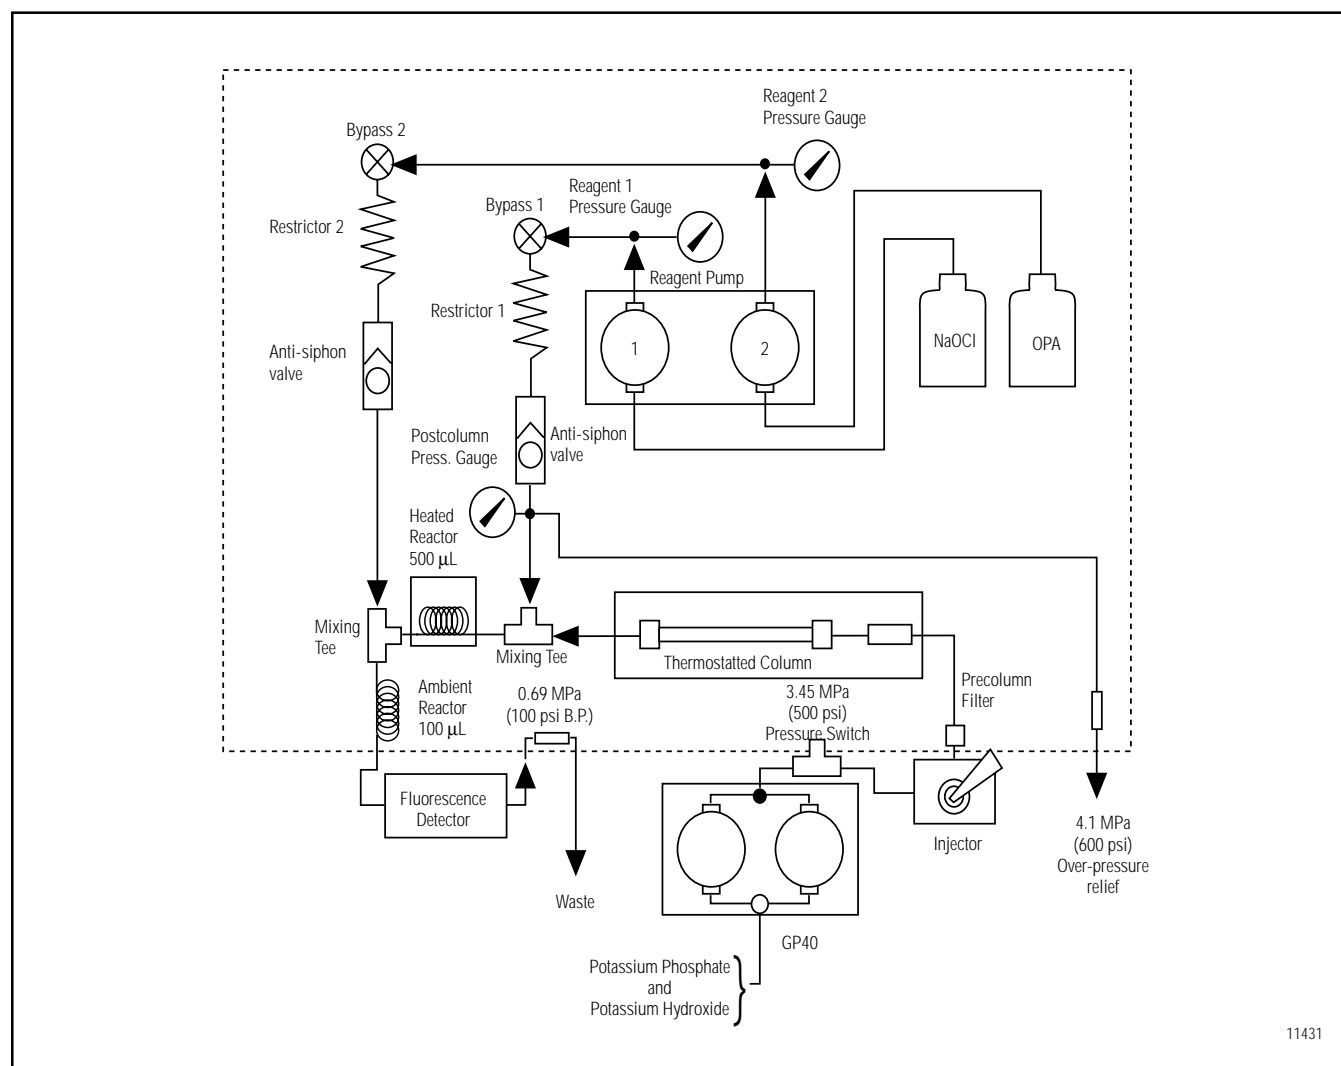 Reagent 2
Pressure Gauge
Bypass 2
Reagent 1
Pressure Gauge
Bypass 1
Restrictor 2
Reagent Pump
Restrictor 1
1
2
NaOCl
OPA
Anti-siphon
valve
Postcolumn
Press. Gauge
Anti-siphon
valve
Heated
Reactor
500 μL
Mixing
Tee
Mixing Tee
Thermostatted Column
Ambient
Reactor
100 μL
0.69 MPa
(100 psi B.P.)
3.45 MPa
(500 psi)
Pressure Switch
Precolumn
Filter
Fluorescence
Detector
Injector
4.1 MPa
(600 psi)
Over-pressure
relief
Waste
GP40
Potassium Phosphate
and
Potassium Hydroxide
11431